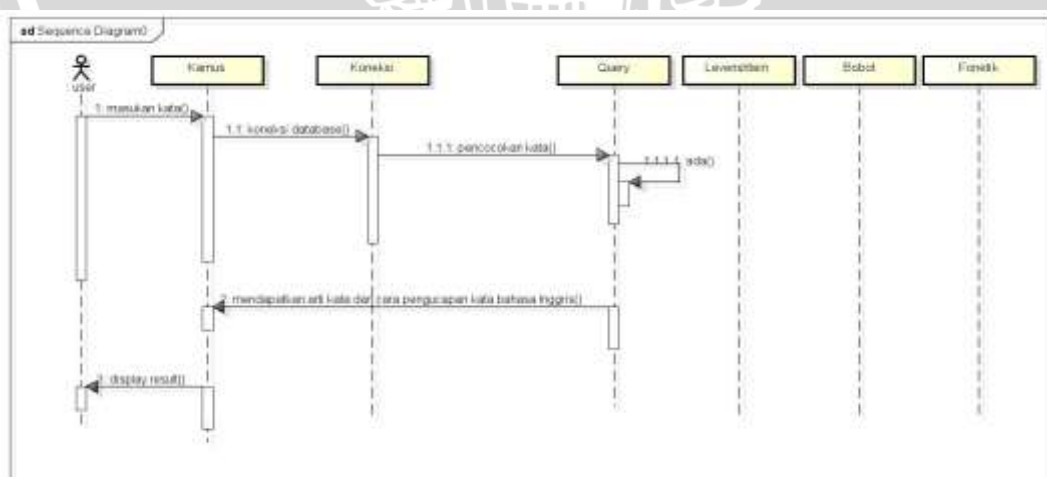 sd Sequence Diagram0
user
Kamus
Koneksi
Query
Levenshtein
Bobot
Fonetik
1: masukan kata()
1.1: koneksi database()
1.1.1: pencocokan kata()
1.1.1.1: ada()
2: mendapatkan arti kata dan cara pengucapan kata bahasa Inggris()
3: display result()